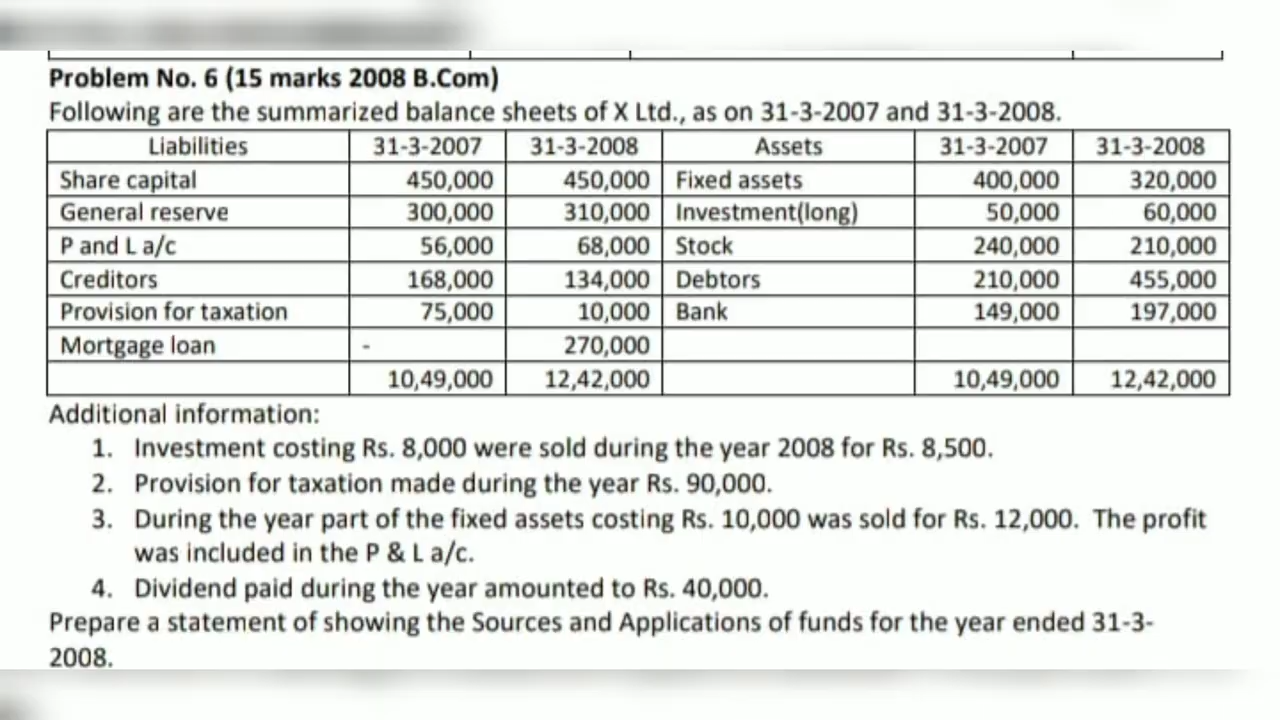 Problem No. 6 (15 marks 2008 B.Com)
Following are the summarized balance sheets of X Ltd., as on 31-3-2007 and 31-3-2008.
Liabilities 31-3-2007 31-3-2008 Assets 31-3-2007 31-3-2008
Share capital 450,000 450,000 Fixed assets 400,000 320,000
General reserve 300,000 310,000 Investment(long) 50,000 60,000
P and L a/c 56,000 68,000 Stock 240,000 210,000
Creditors 168,000 134,000 Debtors 210,000 455,000
Provision for taxation 75,000 10,000 Bank 149,000 197,000
Mortgage loan - 270,000
10,49,000 12,42,000 10,49,000 12,42,000
Additional information:
1. Investment costing Rs. 8,000 were sold during the year 2008 for Rs. 8,500.
2. Provision for taxation made during the year Rs. 90,000.
3. During the year part of the fixed assets costing Rs. 10,000 was sold for Rs. 12,000. The profit
was included in the P & L a/c.
4. Dividend paid during the year amounted to Rs. 40,000.
Prepare a statement of showing the Sources and Applications of funds for the year ended 31-3-
2008.